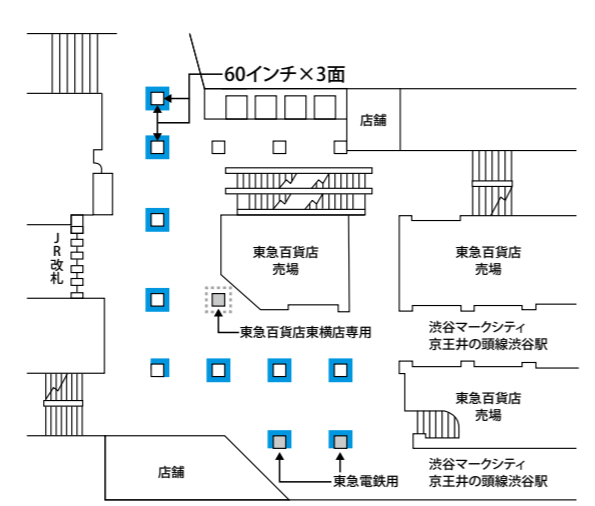 60インチ×3面
店舗
JR改札
東急百貨店
売場
東急百貨店
売場
東急百貨店東横店専用
渋谷マークシティ
京王井の頭線渋谷駅
東急百貨店
売場
店舗
東急電鉄用
渋谷マークシティ
京王井の頭線渋谷駅